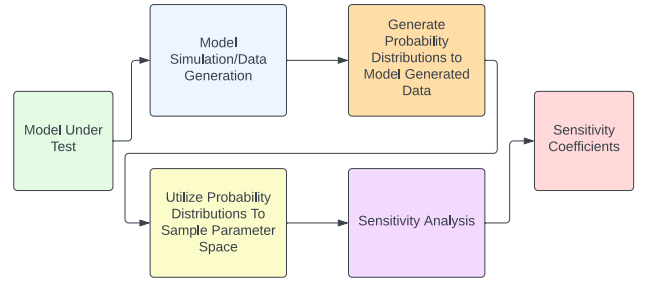 Model Under
Test
Model
Simulation/Data
Generation
Generate
Probability
Distributions to
Model Generated
Data
Utilize Probability
Distributions To
Sample Parameter
Space
Sensitivity Analysis
Sensitivity
Coefficients